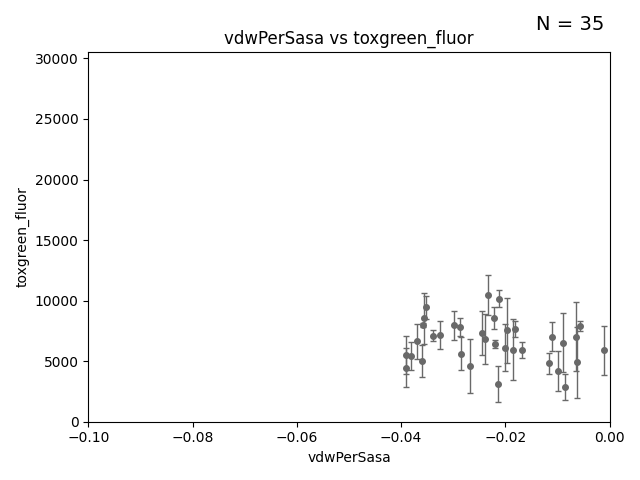 N = 35
vdwPerSasa vs toxgreen_fluor
30000
25000
20000
15000
10000
5000
0
toxgreen_fluor
−0.10 −0.08 −0.06 −0.04 −0.02 0.00
vdwPerSasa